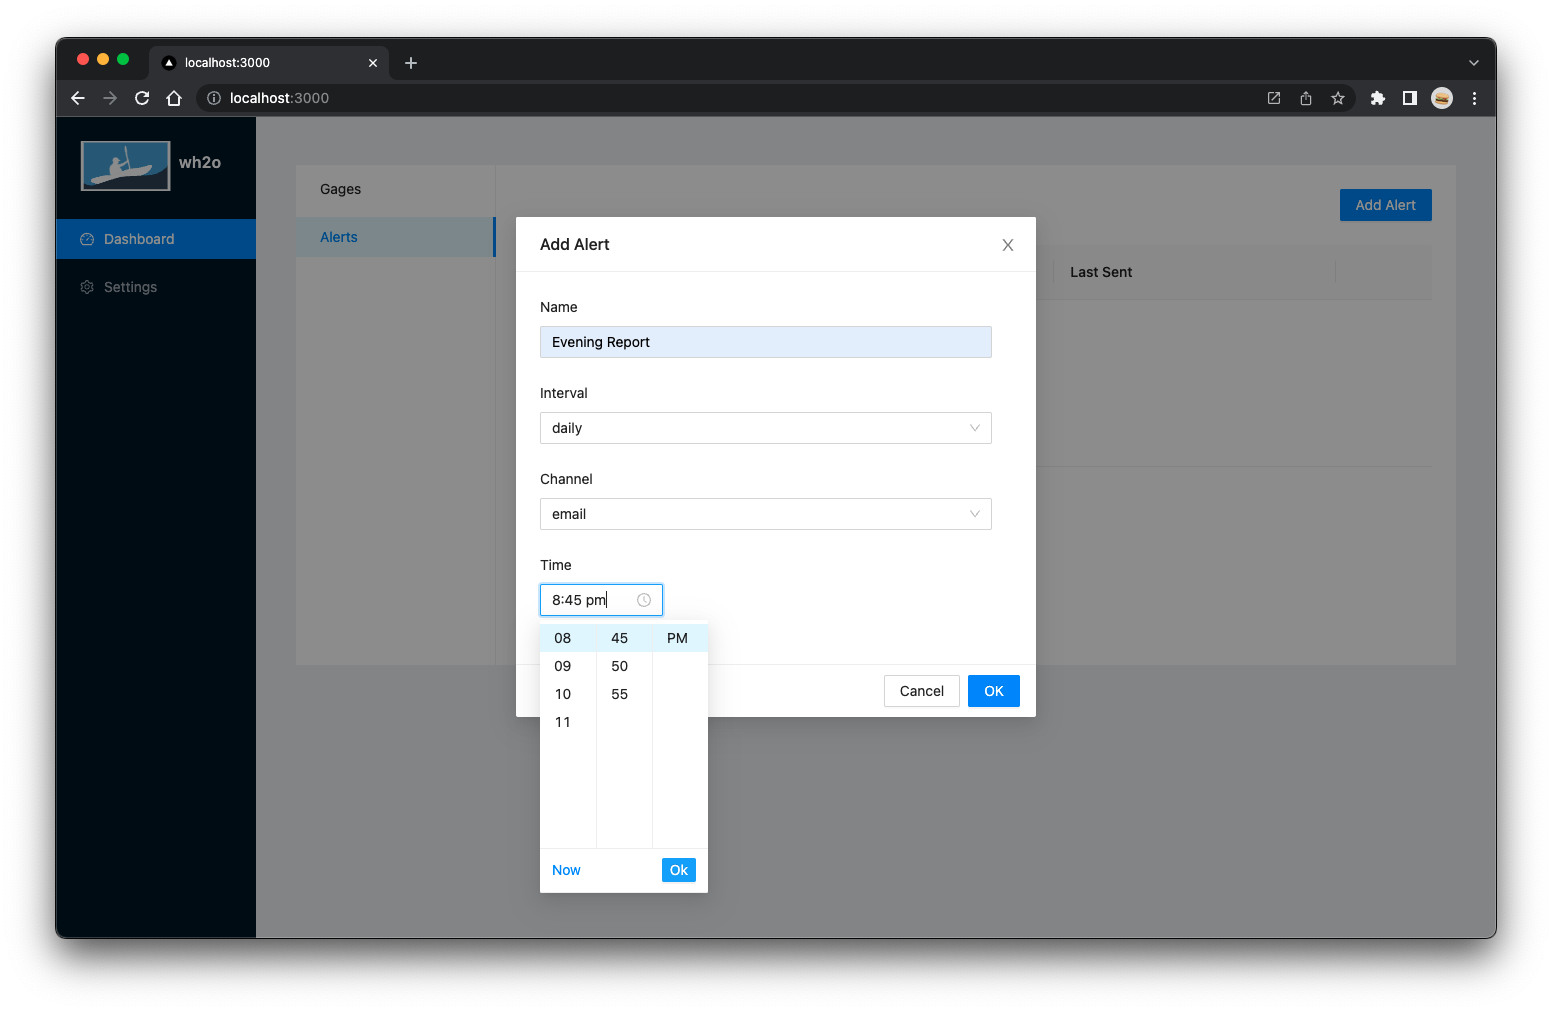 localhost:3000
localhost:3000
wh2o
Dashboard
Settings
Gages
Alerts
Add Alert
Last Sent
Add Alert
Name
Evening Report
Interval
daily
Channel
email
Time
8:45 pm
08 45 PM
09 50
10 55
11
Now Ok
Cancel OK